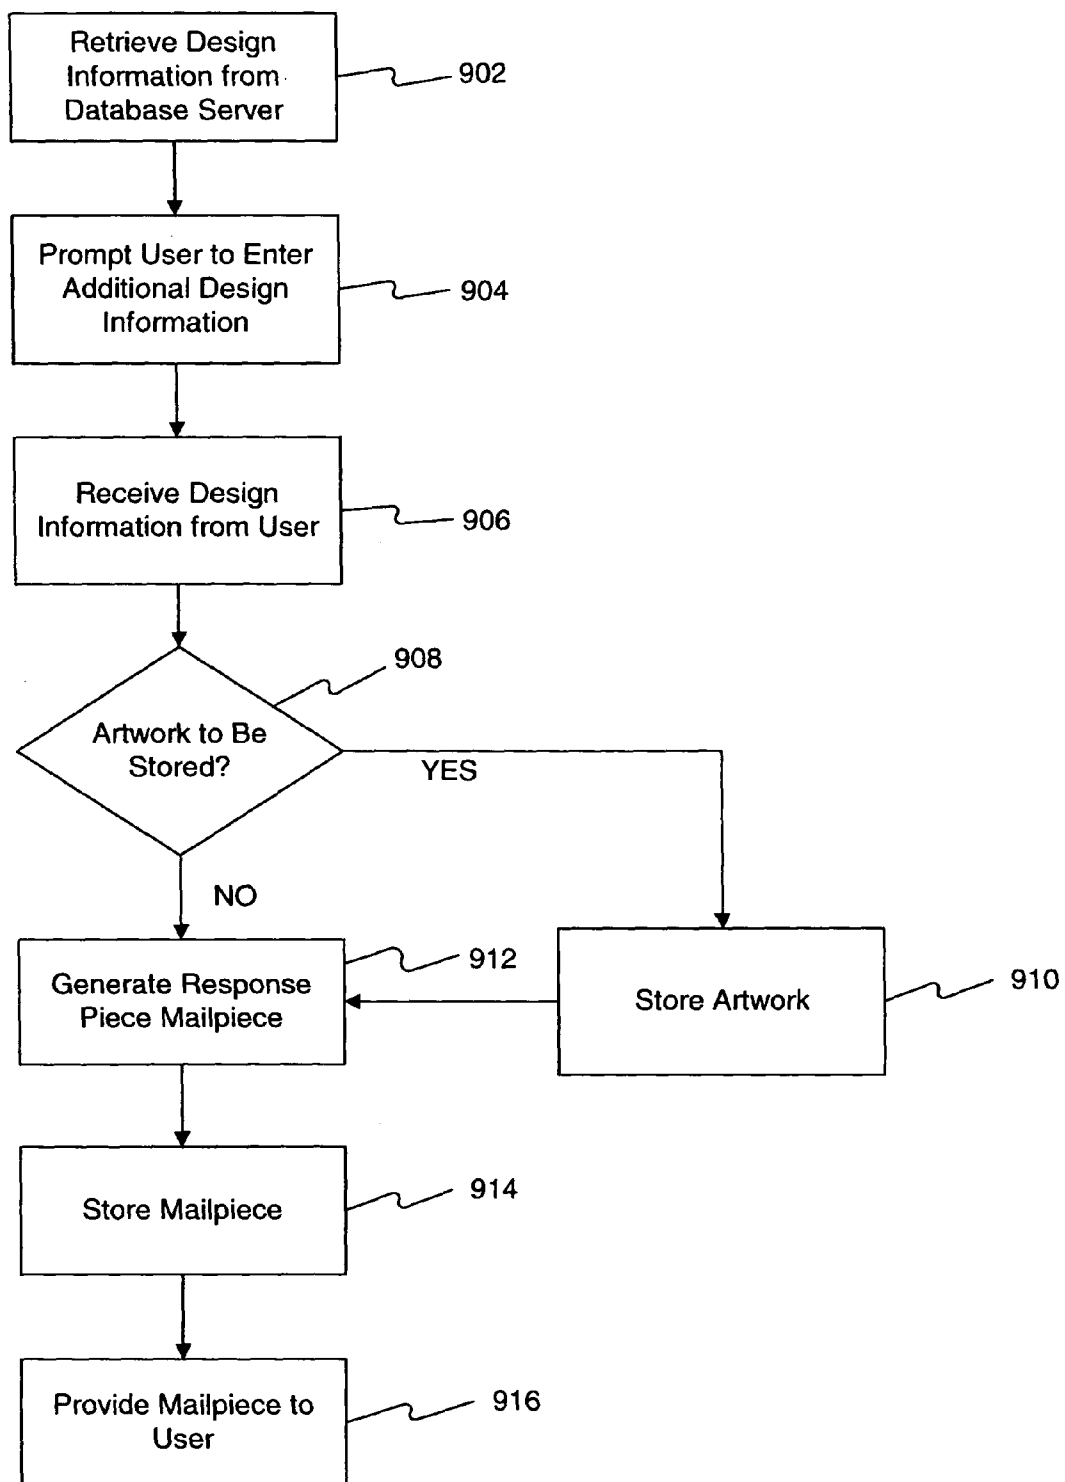 Retrieve Design
Information from
Database Server
902
Prompt User to Enter
Additional Design
Information
904
Receive Design
Information from User
906
908
Artwork to Be
Stored?
YES
NO
912
Generate Response
Piece Mailpiece
Store Artwork
910
Store Mailpiece
914
Provide Mailpiece to
User
916